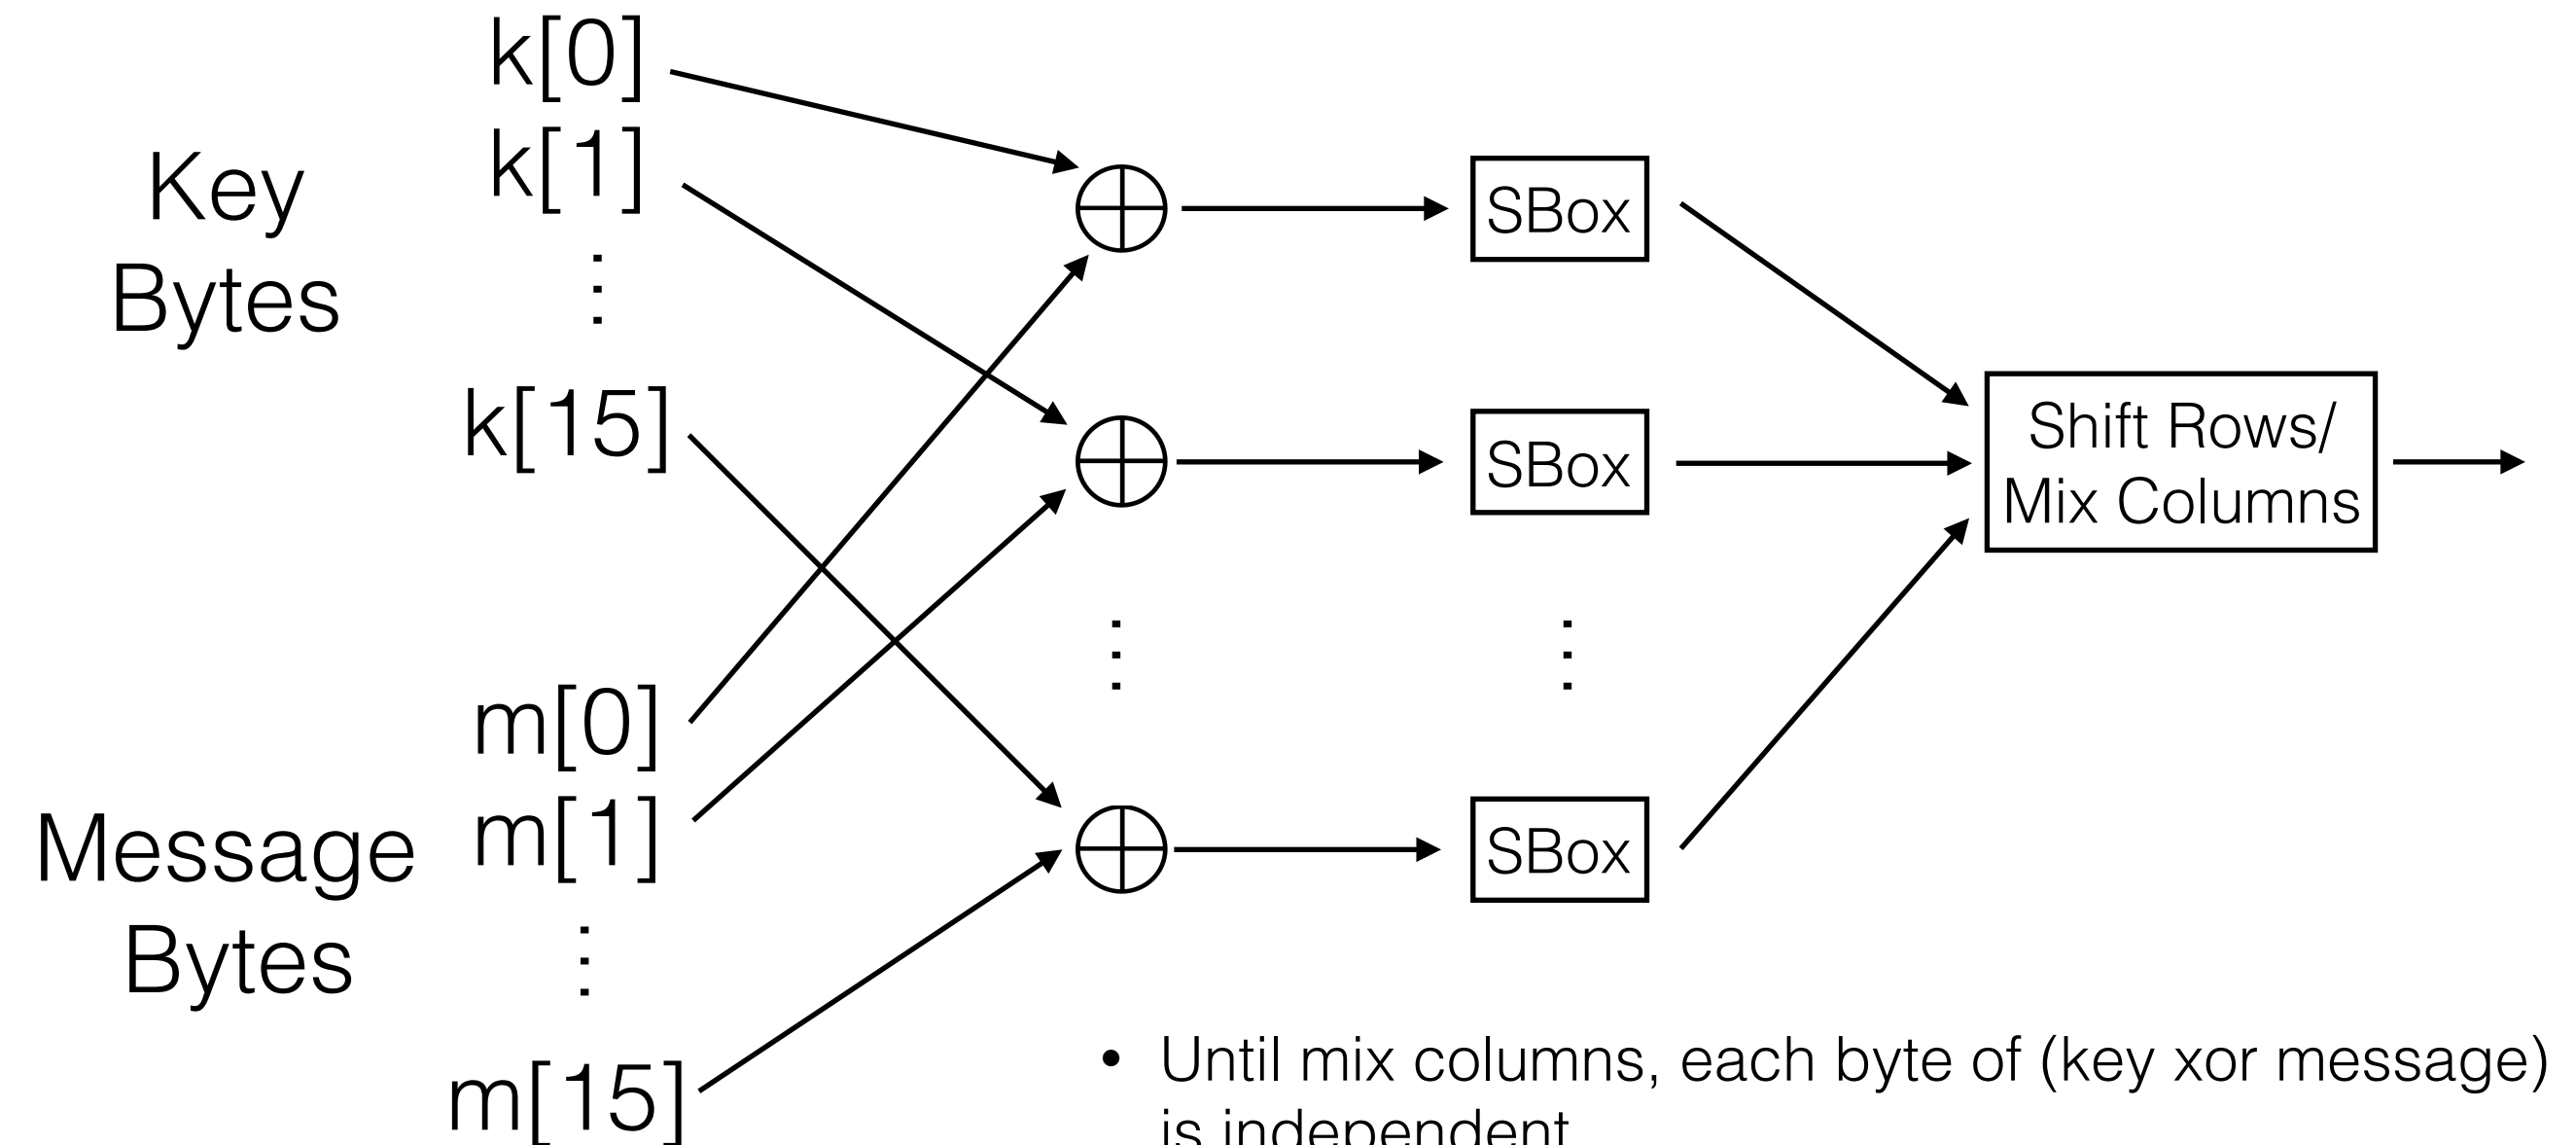 k[0]
k[1]
⋮
k[15]
Key
Bytes
m[0]
m[1]
⋮
m[15]
Message
Bytes
SBox
SBox
⋮
⋮
SBox
Shift Rows/
Mix Columns
• Until mix columns, each byte of (key xor message)
is independent